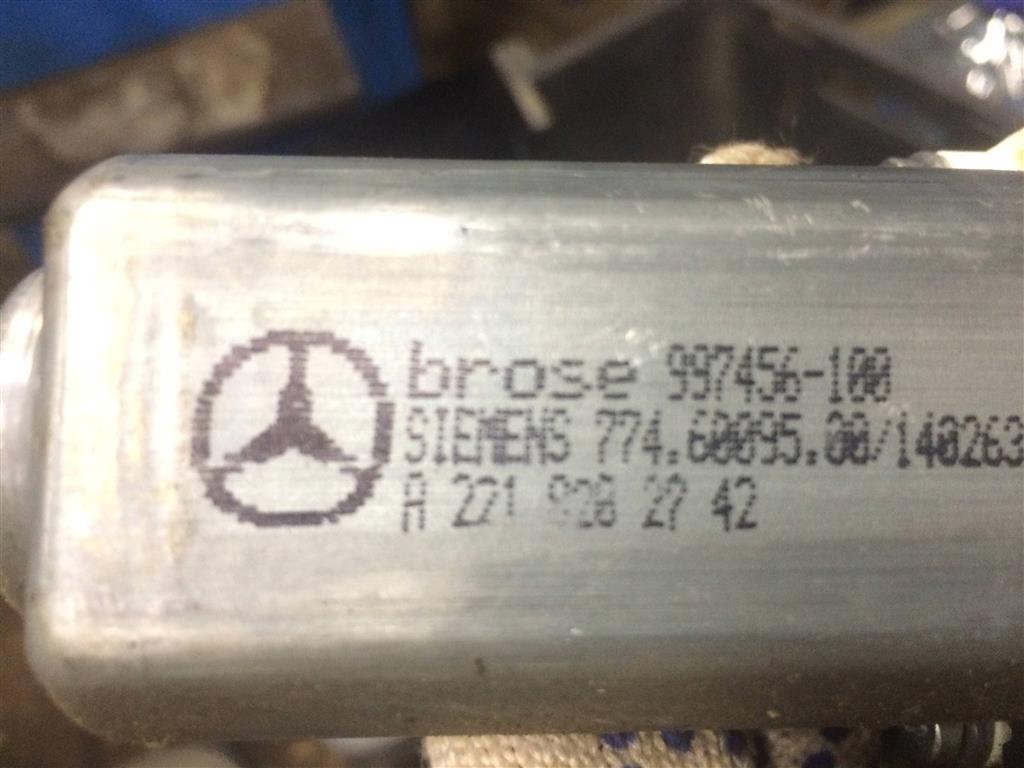 brose 997456-100
SIEMENS 774.60095.00/140263
A 221 820 27 42